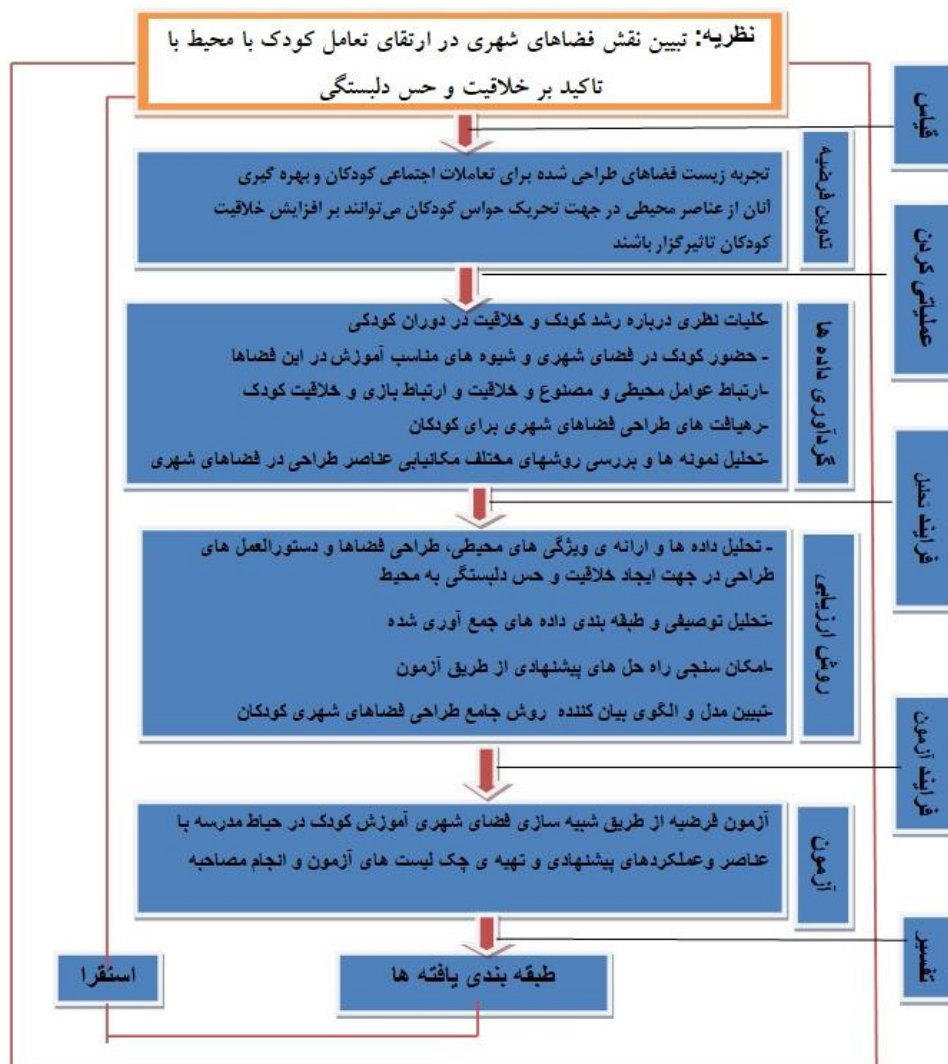 نظریه: تبیین نقش فضاهای شهری در ارتقای تعامل کودک با محیط با
تاکید بر خلاقیت و حس دلبستگی
قیاس
تدوین فرضیه
تجربه زیست فضاهای طراحی شده برای تعاملات اجتماعی کودکان و بهره گیری
آنان از عناصر محیطی در جهت تحریک حواس کودکان می‌توانند بر افزایش خلاقیت
کودکان تاثیرگزار باشند
عملیاتی کردن
گردآوری داده ها
-کلیات نظری درباره رشد کودک و خلاقیت در دوران کودکی
- حضور کودک در فضای شهری و شیوه های مناسب آموزش در این فضاها
-ارتباط عوامل محیطی و مصنوع و خلاقیت و ارتباط بازی و خلاقیت کودک
-رهیافت های طراحی فضاهای شهری برای کودکان
-تحلیل نمونه ها و بررسی روشهای مختلف مکانیابی عناصر طراحی در فضاهای شهری
فرایند تحلیل
روش ارزیابی
- تحلیل داده ها و ارائه ی ویژگی های محیطی، طراحی فضاها و دستورالعمل های
طراحی در جهت ایجاد خلاقیت و حس دلبستگی به محیط
-تحلیل توصیفی و طبقه بندی داده های جمع آوری شده
-امکان سنجی راه حل های پیشنهادی از طریق آزمون
-تبیین مدل و الگوی بیان کننده روش جامع طراحی فضاهای شهری کودکان
فرایند آزمون
آزمون
آزمون فرضیه از طریق شبیه سازی فضای شهری آموزش کودک در حیاط مدرسه با
عناصر وعملکردهای پیشنهادی و تهیه ی چک لیست های آزمون و انجام مصاحبه
تفسیر
طبقه بندی یافته ها
استقرا